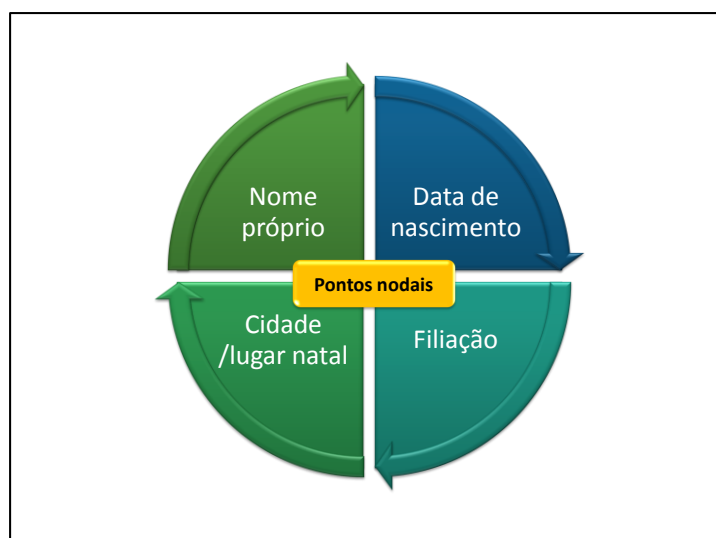 Nome
próprio
Data de
nascimento
Pontos nodais
Cidade
/lugar natal
Filiação